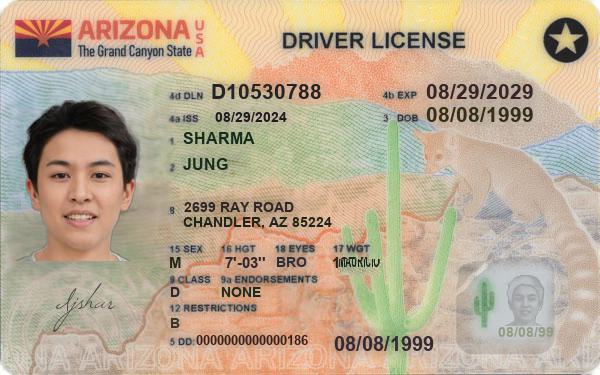 ARIZONA USA
The Grand Canyon State
DRIVER LICENSE
4d DLN D10530788
4b EXP 08/29/2029
4a ISS 08/29/2024
3 DOB 08/08/1999
1 SHARMA
2 JUNG
8 2699 RAY ROAD
CHANDLER, AZ 85224
15 SEX 16 HGT 18 EYES 17 WGT
M 7'-03" BRO
9 CLASS 9a ENDORSEMENTS
D NONE
12 RESTRICTIONS
B
5 DD: 0000000000000186
08/08/1999
08/08/99
ARIZONA ARIZONA ARIZONA ARIZONA